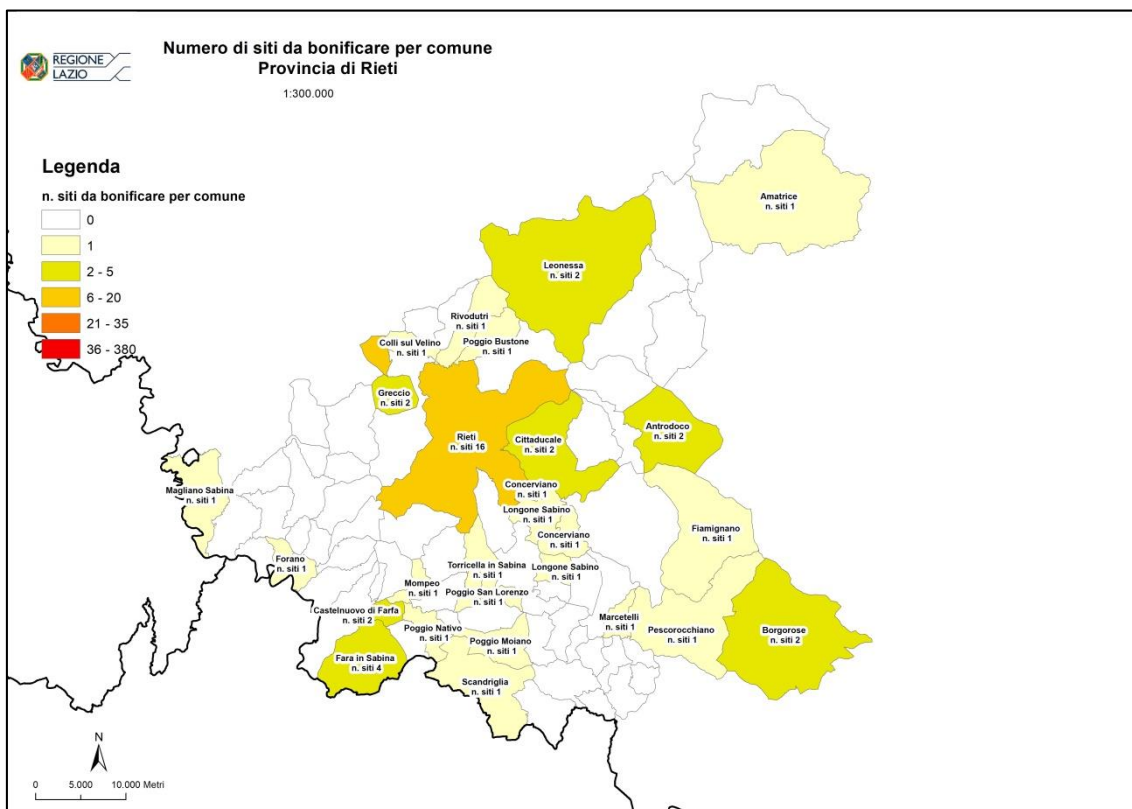 REGIONE
LAZIO
Numero di siti da bonificare per comune
Provincia di Rieti
1:300.000
Legenda
n. siti da bonificare per comune
0
1
2 - 5
6 - 20
21 - 35
36 - 380
Amatrice
n. siti 1
Leonessa
n. siti 2
Rivodutri
n. siti 1
Colli sul Velino
n. siti 1
Poggio Bustone
n. siti 1
Greccio
n. siti 2
Rieti
n. siti 16
Cittaducale
n. siti 2
Antrodoco
n. siti 2
Magliano Sabina
n. siti 1
Concerviano
n. siti 1
Longone Sabino
n. siti 1
Concerviano
n. siti 1
Fiamignano
n. siti 1
Forano
n. siti 1
Torricella in Sabina
n. siti 1
Longone Sabino
n. siti 1
Mompeo
n. siti 1
Poggio San Lorenzo
n. siti 1
Castelnuovo di Farfa
n. siti 2
Marcetelli
n. siti 1
Poggio Nativo
n. siti 1
Poggio Moiano
n. siti 1
Pescorocchiano
n. siti 1
Borgorose
n. siti 2
Fara in Sabina
n. siti 4
Scandriglia
n. siti 1
N
0 5.000 10.000 Metri